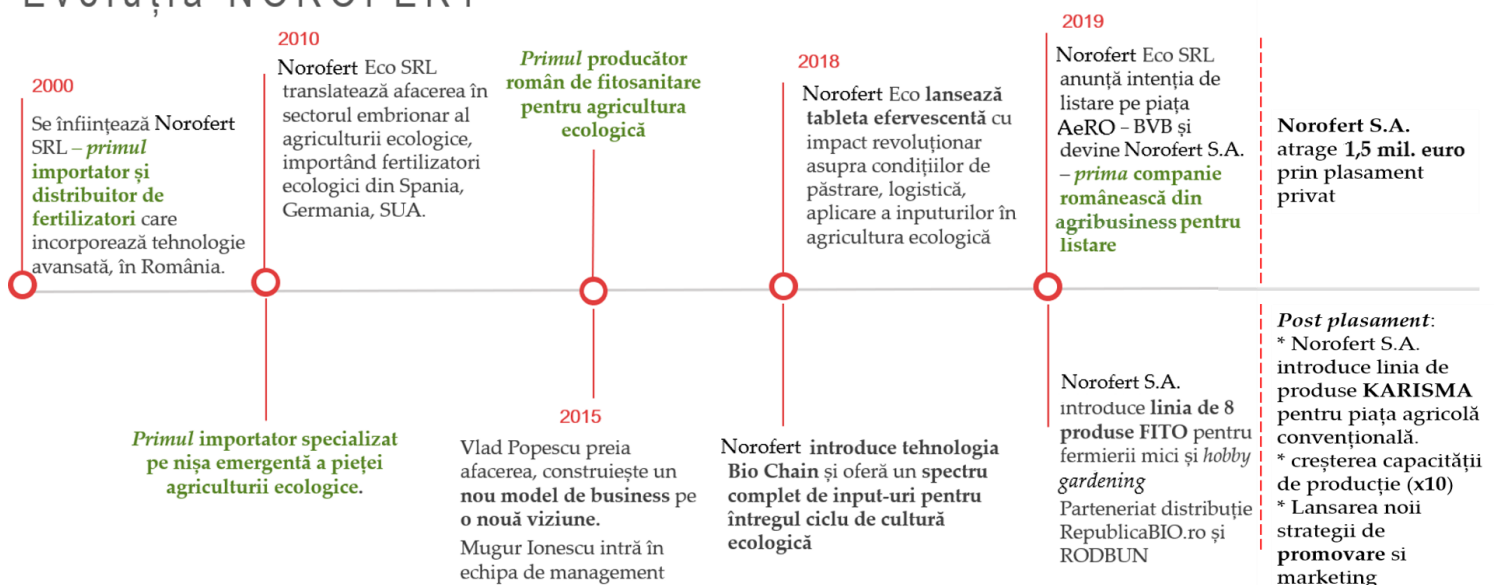 Evoluția NOROFERT
2000
Se înființează Norofert
SRL – primul
importator și
distribuitor de
fertilizatori care
incorporează tehnologie
avansată, în România.
2010
Norofert Eco SRL
translatează afacerea în
sectorul embrionar al
agriculturii ecologice,
importând fertilizatori
ecologici din Spania,
Germania, SUA.
Primul importator specializat
pe nișa emergentă a pieței
agriculturii ecologice.
Primul producător
român de fitosanitare
pentru agricultura
ecologică
2015
Vlad Popescu preia
afacerea, construiește un
nou model de business pe
o nouă viziune.
Mugur Ionescu intră în
echipa de management
2018
Norofert Eco lansează
tableta efervescentă cu
impact revoluționar
asupra condițiilor de
păstrare, logistică,
aplicare a inputurilor în
agricultura ecologică
Norofert introduce tehnologia
Bio Chain și oferă un spectru
complet de input-uri pentru
întregul ciclu de cultură
ecologică
2019
Norofert Eco SRL
anunță intenția de
listare pe piața
AeRO – BVB și
devine Norofert S.A.
– prima companie
românească din
agribusiness pentru
listare
Norofert S.A.
introduce linia de 8
produse FITO pentru
fermierii mici și hobby
gardening
Parteneriat distribuție
RepublicaBIO.ro și
RODBUN
Norofert S.A.
atrage 1,5 mil. euro
prin plasament
privat
Post plasament:
* Norofert S.A.
introduce linia de
produse KARISMA
pentru piața agricolă
convențională.
* creșterea capacității
de producție (x10)
* Lansarea noii
strategii de
promovare si
marketing